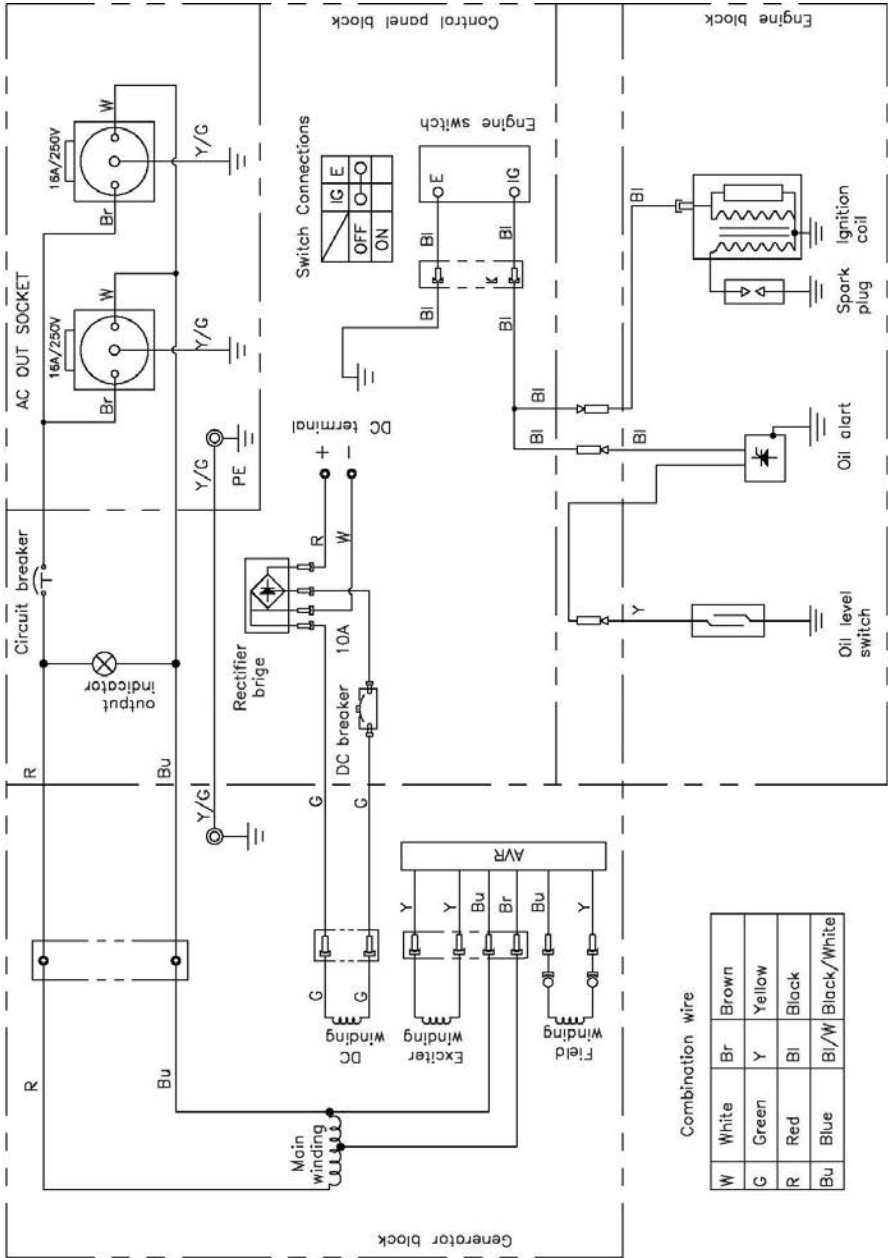 Generator block
Control panel block
Engine block
AC OUT SOCKET
16A/250V
16A/250V
Br
W
Br
W
Y/G
Y/G
Circuit breaker
output
indicator
R
Bu
R
Bu
Y/G
Y/G
PE
Main
winding
DC
winding
G
G
G
G
DC breaker
10A
Rectifier
brige
R
W
+
−
DC terminal
Exciter
winding
Field
winding
Y
Y
Bu
Br
Bu
Y
AVR
Switch Connections
IG
E
OFF
ON
Engine switch
E
IG
Bl
Bl
Bl
Bl
Bl
Bl
Bl
Bl
Y
Oil level
switch
Oil alart
Spark
plug
Ignition
coil
Combination wire
W White Br Brown
G Green Y Yellow
R Red Bl Black
Bu Blue Bl/W Black/White